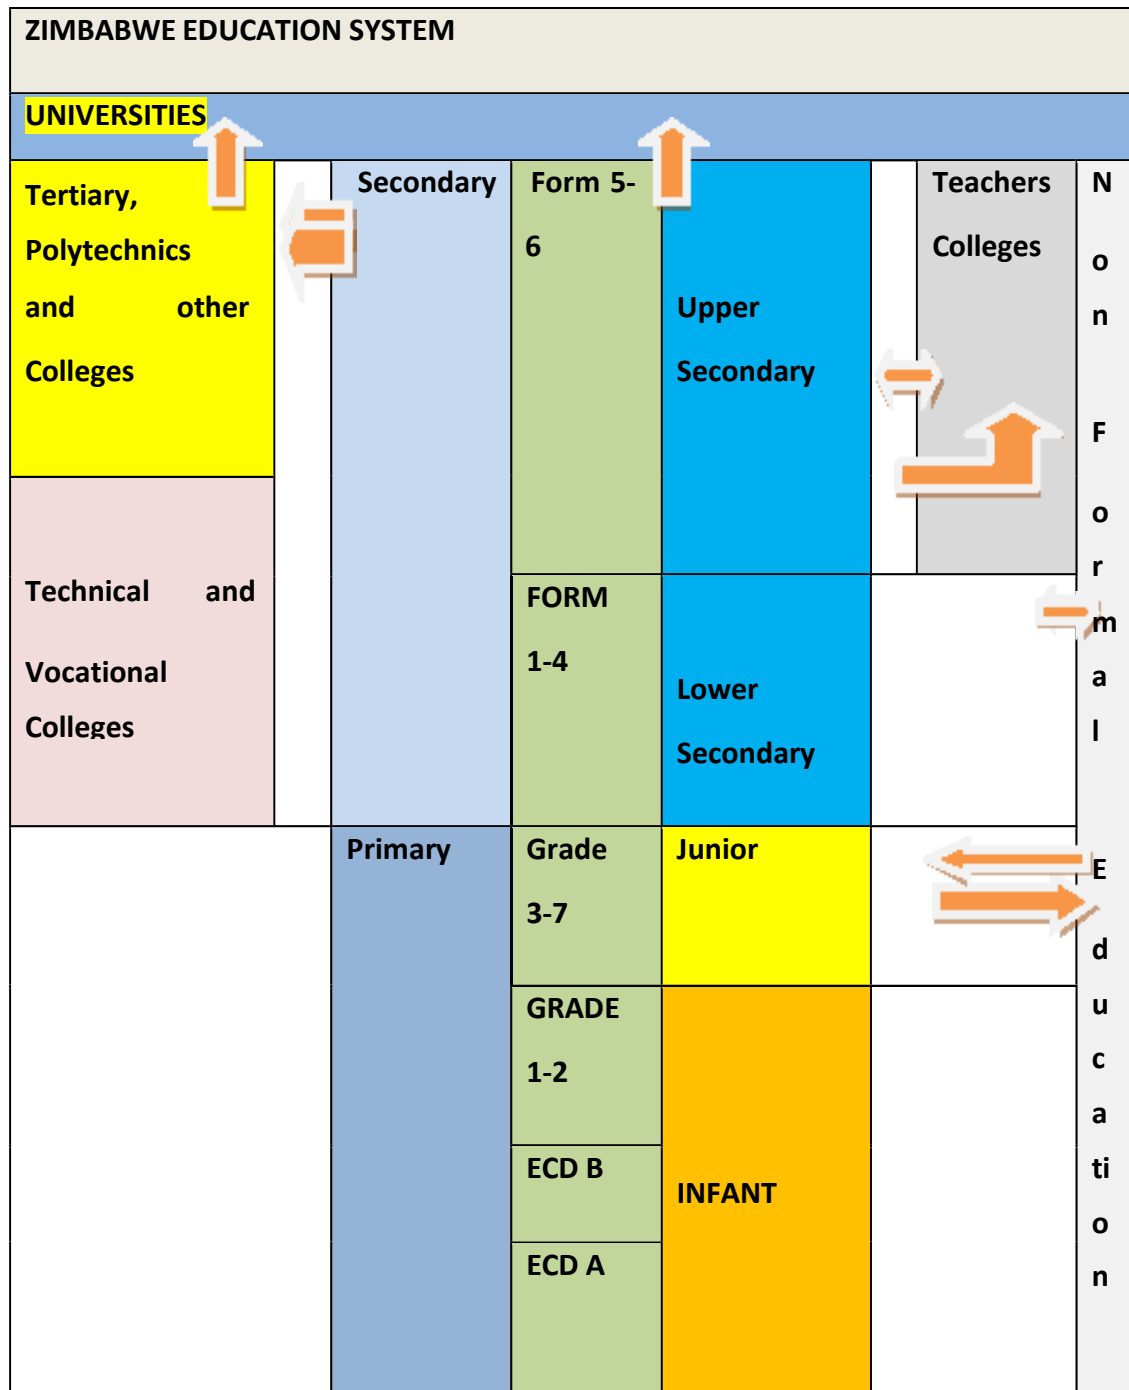 ZIMBABWE EDUCATION SYSTEM
UNIVERSITIES
Tertiary,
Polytechnics
and other
Colleges
Secondary
Form 5-
6
Upper
Secondary
Teachers
Colleges
Technical and
Vocational
Colleges
FORM
1-4
Lower
Secondary
Primary
Grade
3-7
Junior
GRADE
1-2
ECD B
ECD A
INFANT
N
o
n
F
o
r
m
a
l
E
d
u
c
a
ti
o
n